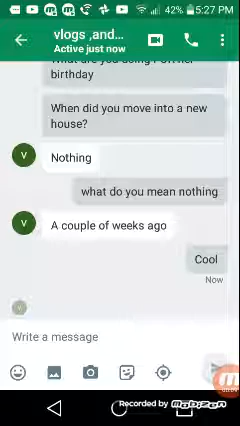 42% 5:27 PM
vlogs ,and...
Active just now
birthday
When did you move into a new
house?
V
Nothing
what do you mean nothing
V
A couple of weeks ago
Cool
Now
V
Write a message
Recorded by